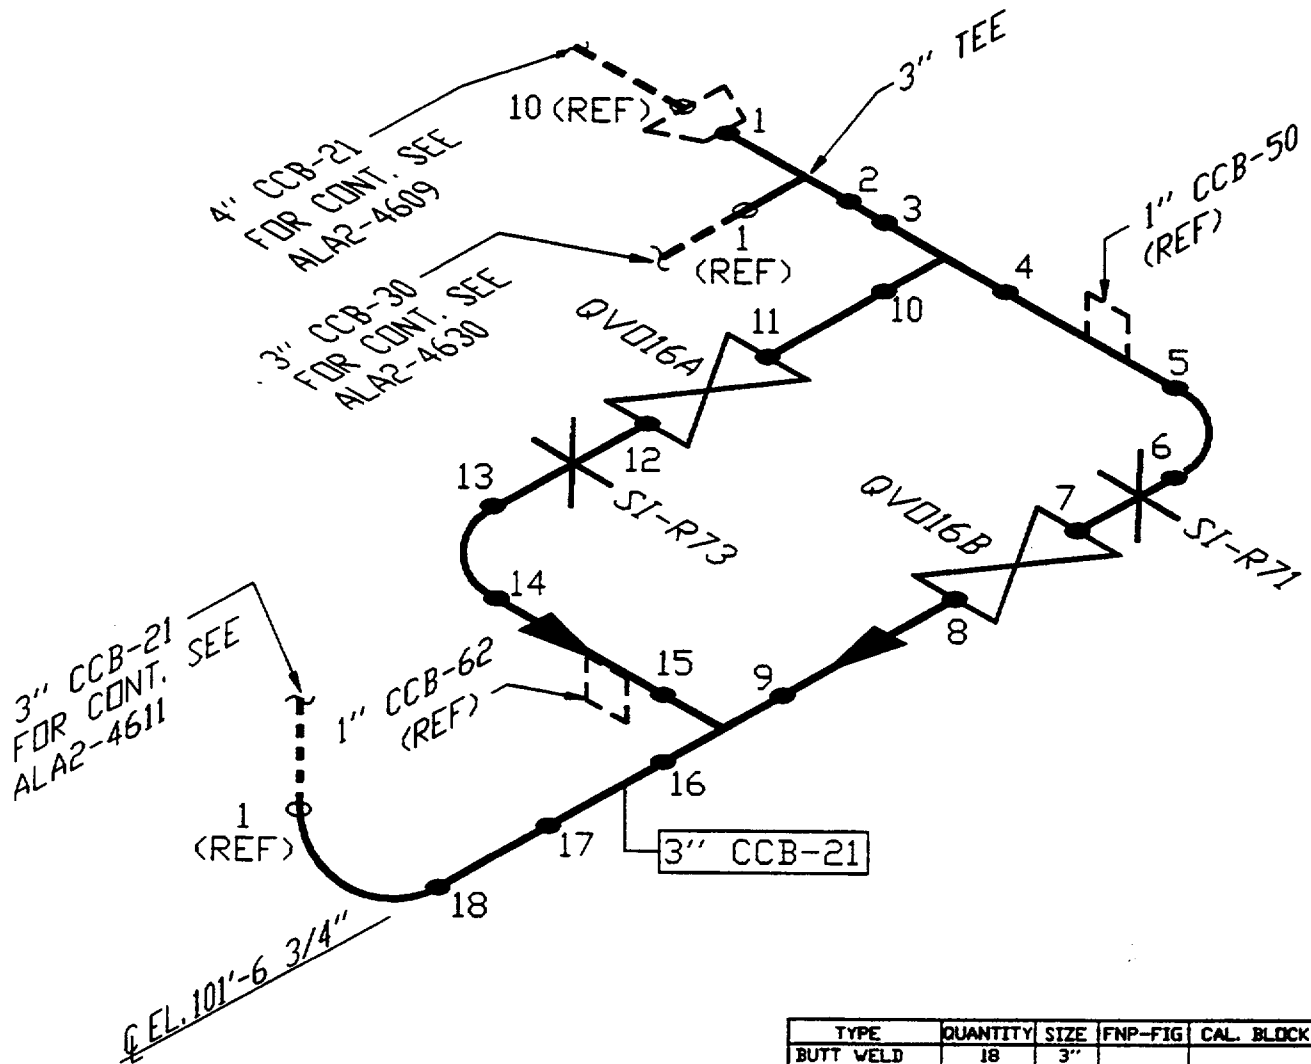 3" TEE
10 (REF)
1
4" CCB-21
FOR CONT. SEE
ALA2-4609
2
3
1" CCB-50
(REF)
1
(REF)
3" CCB-30
FOR CONT. SEE
ALA2-4630
4
10
11
QV016A
5
12
6
13
SI-R73
7
QV016B
SI-R71
14
8
3" CCB-21
FOR CONT. SEE
ALA2-4611
1" CCB-62
(REF)
15
9
16
1
(REF)
17
3" CCB-21
18
℄ EL.101'-6 3/4"
TYPE QUANTITY SIZE FNP-FIG CAL. BLOCK
BUTT WELD 18 3"